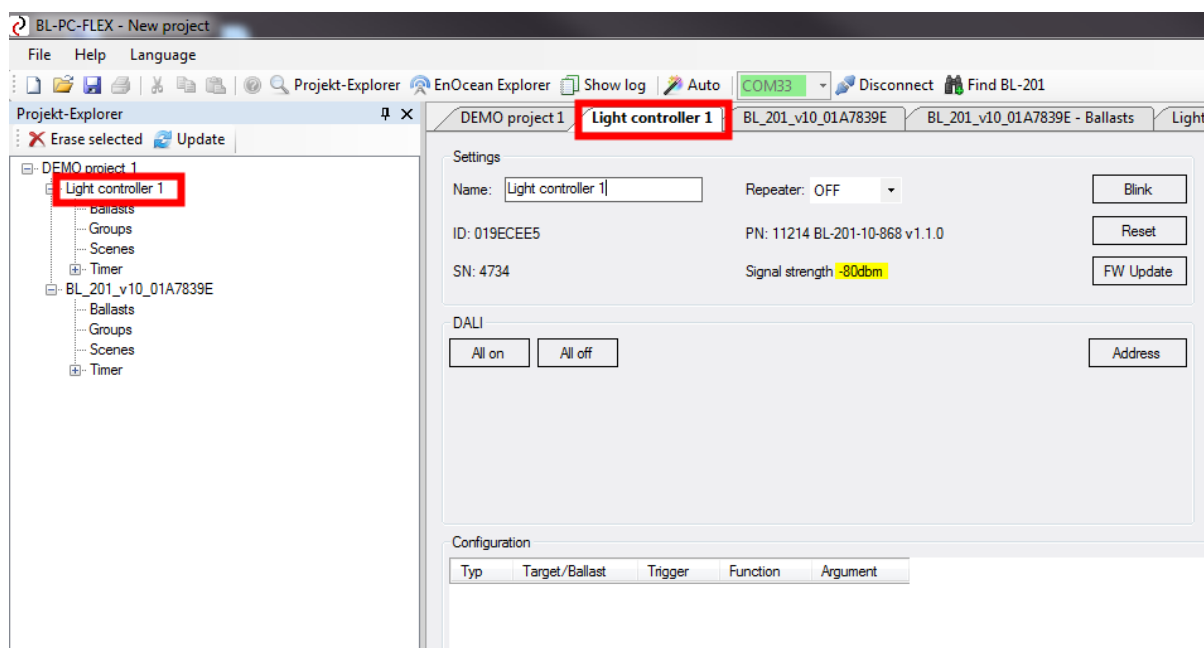 BL-PC-FLEX - New project
File Help Language
Projekt-Explorer EnOcean Explorer Show log Auto COM33 Disconnect Find BL-201
Projekt-Explorer
Erase selected Update
DEMO project 1
Light controller 1
Ballasts
Groups
Scenes
Timer
BL_201_v10_01A7839E
Ballasts
Groups
Scenes
Timer
DEMO project 1 Light controller 1 BL_201_v10_01A7839E BL_201_v10_01A7839E - Ballasts Light
Settings
Name: Light controller 1 Repeater: OFF Blink
ID: 019ECEE5 PN: 11214 BL-201-10-868 v1.1.0 Reset
SN: 4734 Signal strength -80dbm FW Update
DALI
All on All off Address
Configuration
Typ Target/Ballast Trigger Function Argument